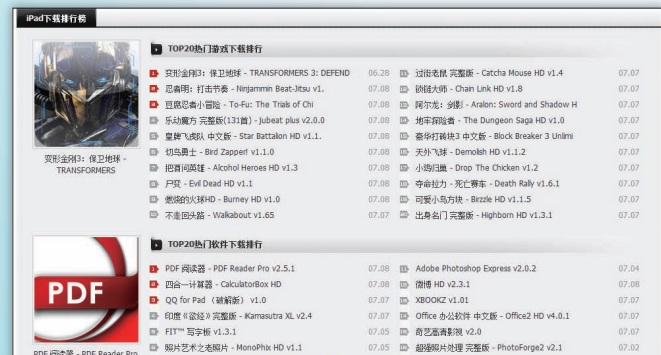 iPad下载排行榜
TOP20热门游戏下载排行
变形金刚3：保卫地球 - TRANSFORMERS 3: DEFEND 06.28
过街老鼠 完整版 - Catcha Mouse HD v1.4 07.07
忍者明：打击节奏 - Ninjammin Beat-Jitsu v1. 07.08
锁链大师 - Chain Link HD v1.8 07.07
豆腐忍者小冒险 - To-Fu: The Trials of Chi 07.08
阿尔龙：剑影 - Aralon: Sword and Shadow H 07.07
乐动魔方 完整版(131首) - jubeat plus v2.0.0 07.08
地牢探险者 - The Dungeon Saga HD v1.0 07.07
皇牌飞虎队 中文版 - Star Battalion HD v1.1. 07.08
豪华打砖块3 中文版 - Block Breaker 3 Unlimi 07.07
切鸟勇士 - Bird Zapper! v1.1.0 07.08
天外飞球 - Demolish HD v1.1.2 07.07
把酒问英雄 - Alcohol Heroes HD v1.3 07.08
小鸡归巢 - Drop The Chicken v1.2 07.07
尸变 - Evil Dead HD v1.1 07.08
夺命拉力 - 死亡赛车 - Death Rally v1.6.1 07.07
燃烧的火球HD - Burney HD v1.0 07.08
可爱小鸟方块 - Birzzle HD v1.1.5 07.07
不走回头路 - Walkabout v1.65 07.07
出身名门 完整版 - Highborn HD v1.3.1 07.07
变形金刚3：保卫地球 -
TRANSFORMERS
TOP20热门软件下载排行
PDF 阅读器 - PDF Reader Pro v2.5.1 07.08
Adobe Photoshop Express v2.0.2 07.04
四合一计算器 - CalculatorBox HD 07.08
微博 HD v2.3.1 07.08
QQ for Pad（破解版） v1.0 07.07
XBOOKZ v1.01 07.07
印度《欲经》完整版 - iKamasutra XL v2.4 07.07
Office 办公软件 中文版 - Office2 HD v4.0.1 07.07
FIT™ 写字板 v1.3.1 07.05
奇艺高清影视 v2.0 07.07
照片艺术之老照片 - MonoPhix HD v1.1 07.05
超强照片处理 完整版 - PhotoForge2 v2.1 07.02
PDF
PDF 阅读器 - PDF Reader Pro